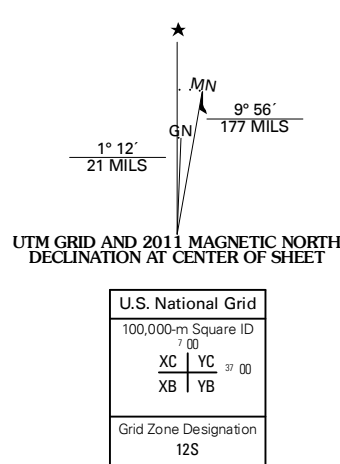 ★
MN
GN
9° 56´
177 MILS
1° 12´
21 MILS
UTM GRID AND 2011 MAGNETIC NORTH
DECLINATION AT CENTER OF SHEET
U.S. National Grid
100,000-m Square ID
7 00
XC YC 37 00
XB YB
Grid Zone Designation
12S